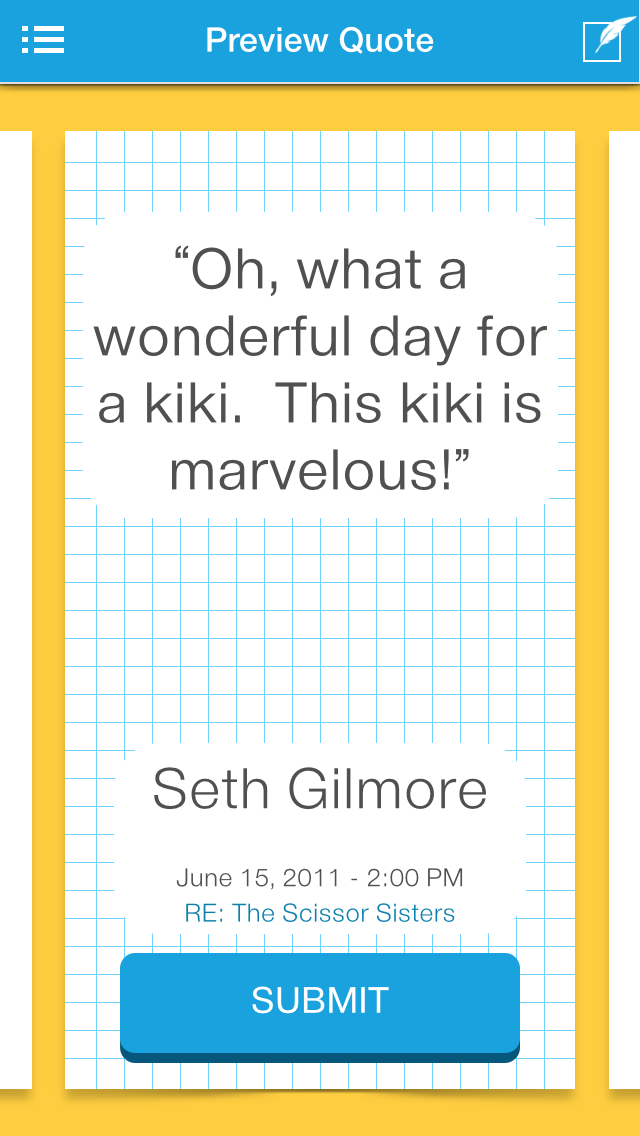 Preview Quote
“Oh, what a
wonderful day for
a kiki.  This kiki is
marvelous!”
Seth Gilmore
June 15, 2011 - 2:00 PM
RE: The Scissor Sisters
SUBMIT